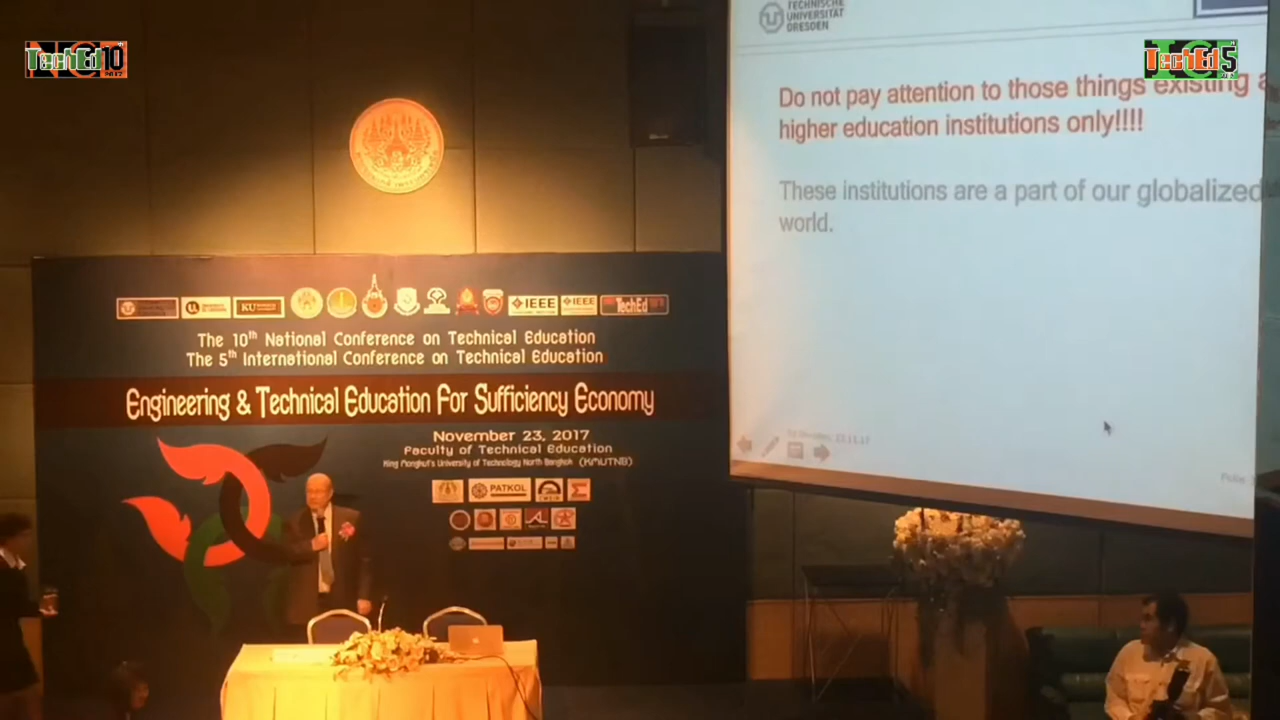 TechEd10
TechEd5
TECHNISCHE
UNIVERSITÄT
DRESDEN
Do not pay attention to those things existing
higher education institutions only!!!!
These institutions are a part of our globalized
world.
KU
IEEE
IEEE
TechEd
The 10th National Conference on Technical Education
The 5th International Conference on Technical Education
Engineering & Technical Education For Sufficiency Economy
November 23, 2017
Faculty of Technical Education
King Mongkut's University of Technology North Bangkok (KMUTNB)
PATKOL